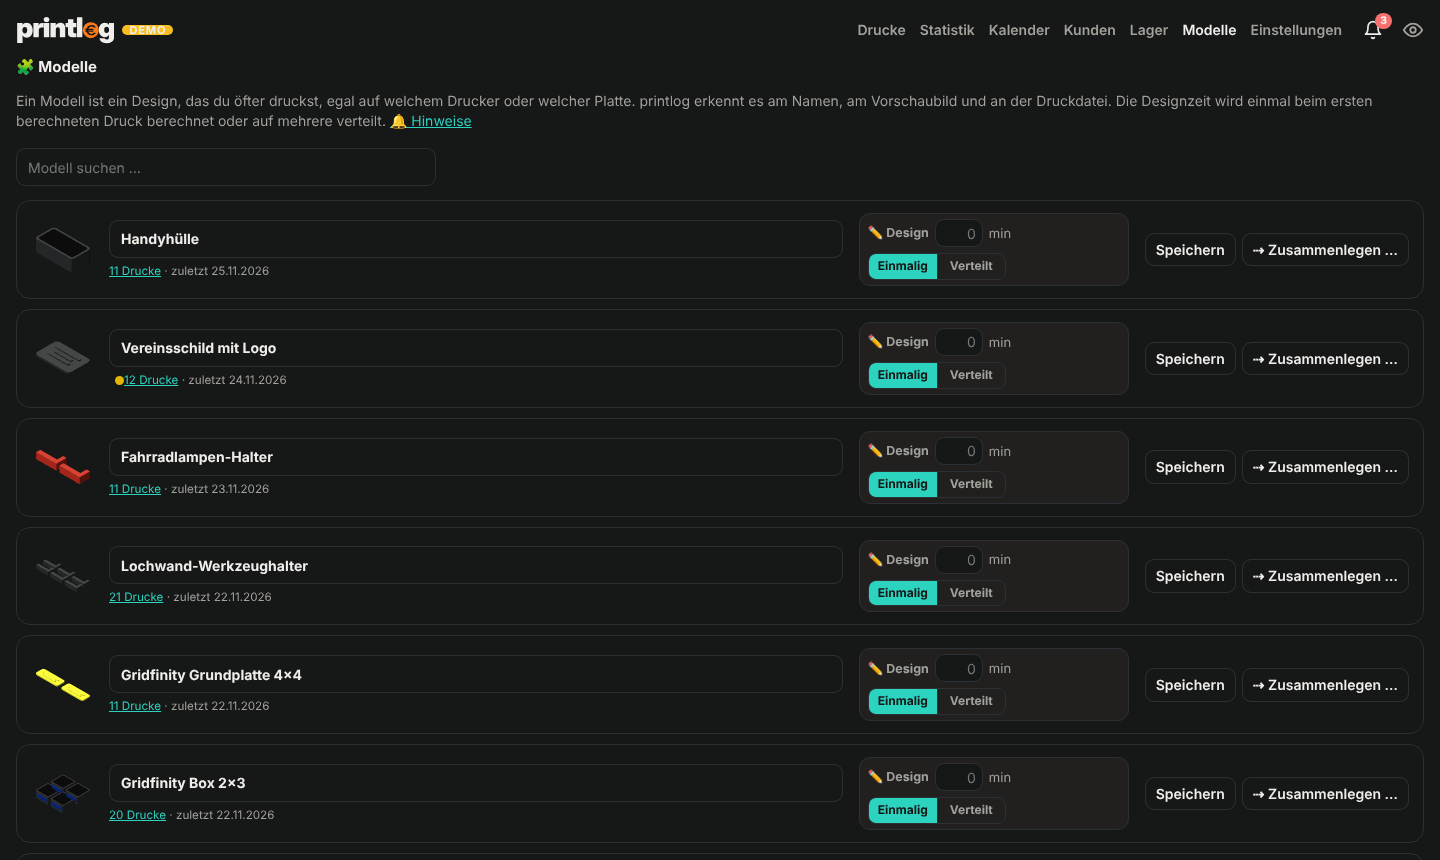 printlog DEMO
Drucke Statistik Kalender Kunden Lager Modelle Einstellungen 3
🧩 Modelle
Ein Modell ist ein Design, das du öfter druckst, egal auf welchem Drucker oder welcher Platte. printlog erkennt es am Namen, am Vorschaubild und an der Druckdatei. Die Designzeit wird einmal beim ersten
berechneten Druck berechnet oder auf mehrere verteilt. 🔔 Hinweise
Modell suchen ...
Handyhülle
11 Drucke · zuletzt 25.11.2026
✏️ Design 0 min
Einmalig Verteilt
Speichern ⇢ Zusammenlegen ...
Vereinsschild mit Logo
12 Drucke · zuletzt 24.11.2026
✏️ Design 0 min
Einmalig Verteilt
Speichern ⇢ Zusammenlegen ...
Fahrradlampen-Halter
11 Drucke · zuletzt 23.11.2026
✏️ Design 0 min
Einmalig Verteilt
Speichern ⇢ Zusammenlegen ...
Lochwand-Werkzeughalter
21 Drucke · zuletzt 22.11.2026
✏️ Design 0 min
Einmalig Verteilt
Speichern ⇢ Zusammenlegen ...
Gridfinity Grundplatte 4×4
11 Drucke · zuletzt 22.11.2026
✏️ Design 0 min
Einmalig Verteilt
Speichern ⇢ Zusammenlegen ...
Gridfinity Box 2×3
20 Drucke · zuletzt 22.11.2026
✏️ Design 0 min
Einmalig Verteilt
Speichern ⇢ Zusammenlegen ...